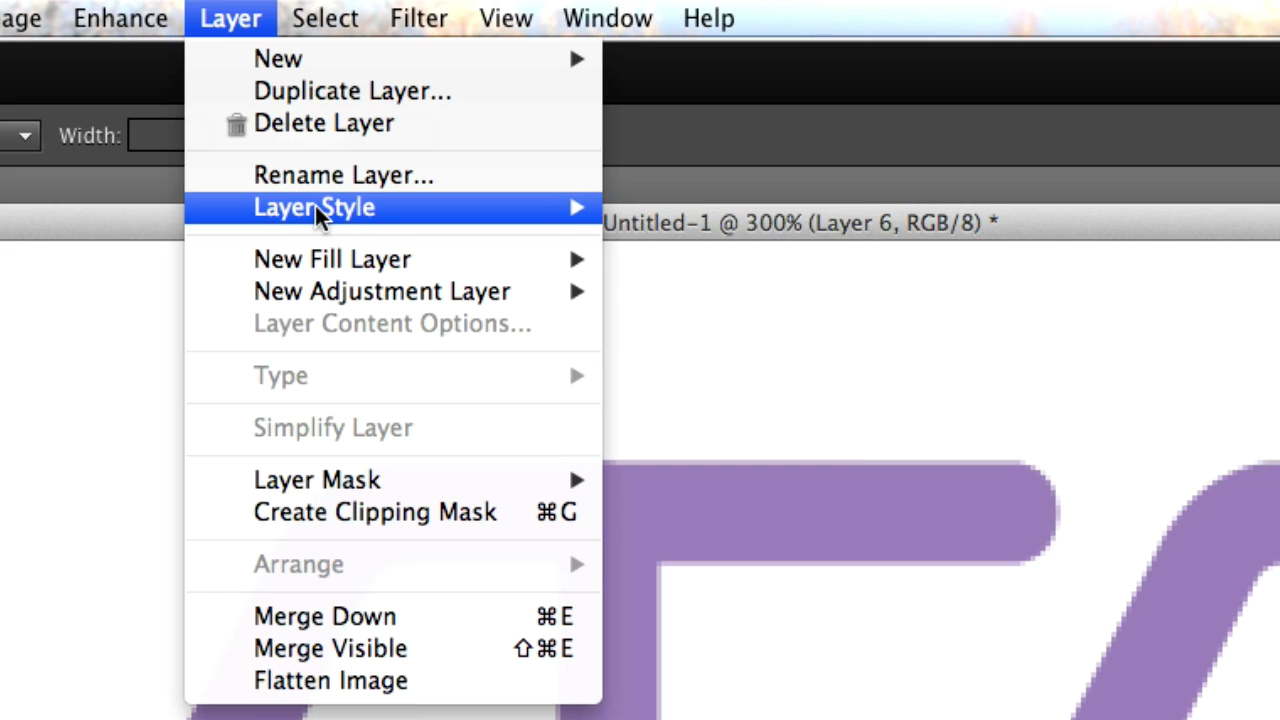 age Enhance Layer Select Filter View Window Help
New
Duplicate Layer...
Delete Layer
Width:
Rename Layer...
Layer Style
Untitled-1 @ 300% (Layer 6, RGB/8) *
New Fill Layer
New Adjustment Layer
Layer Content Options...
Type
Simplify Layer
Layer Mask
Create Clipping Mask ⌘G
Arrange
Merge Down ⌘E
Merge Visible ⇧⌘E
Flatten Image